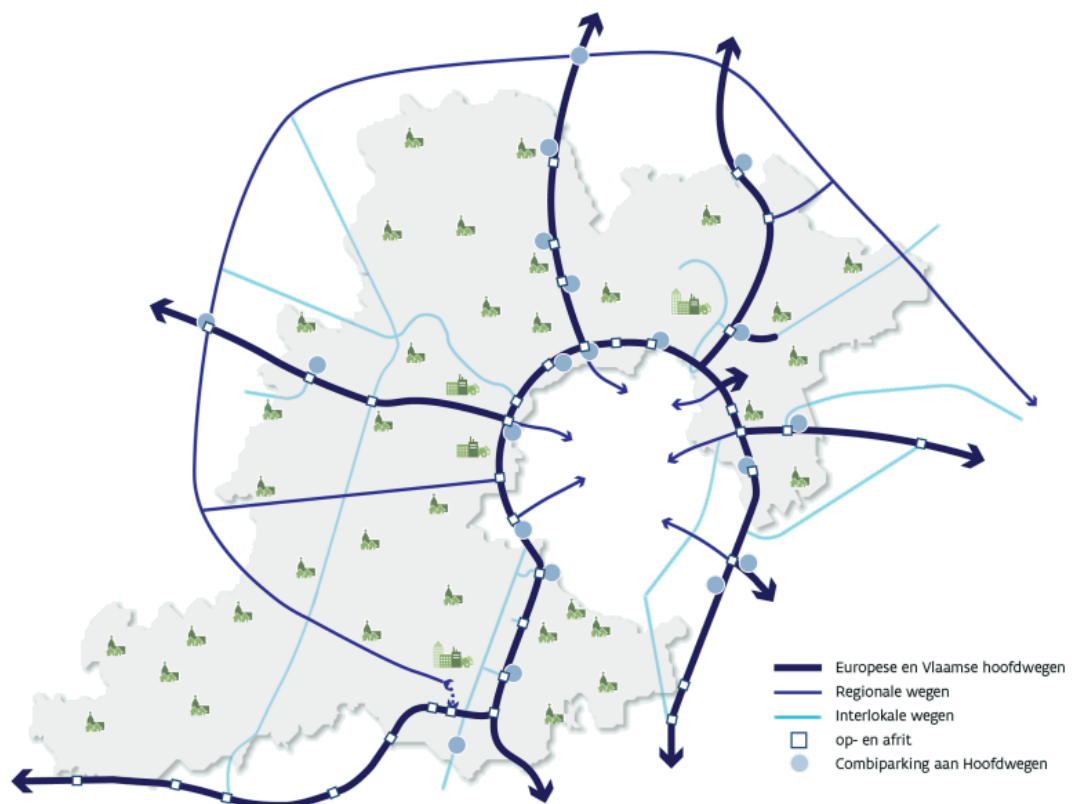 Europese en Vlaamse hoofdwegen
Regionale wegen
Interlokale wegen
op- en afrit
Combiparking aan Hoofdwegen